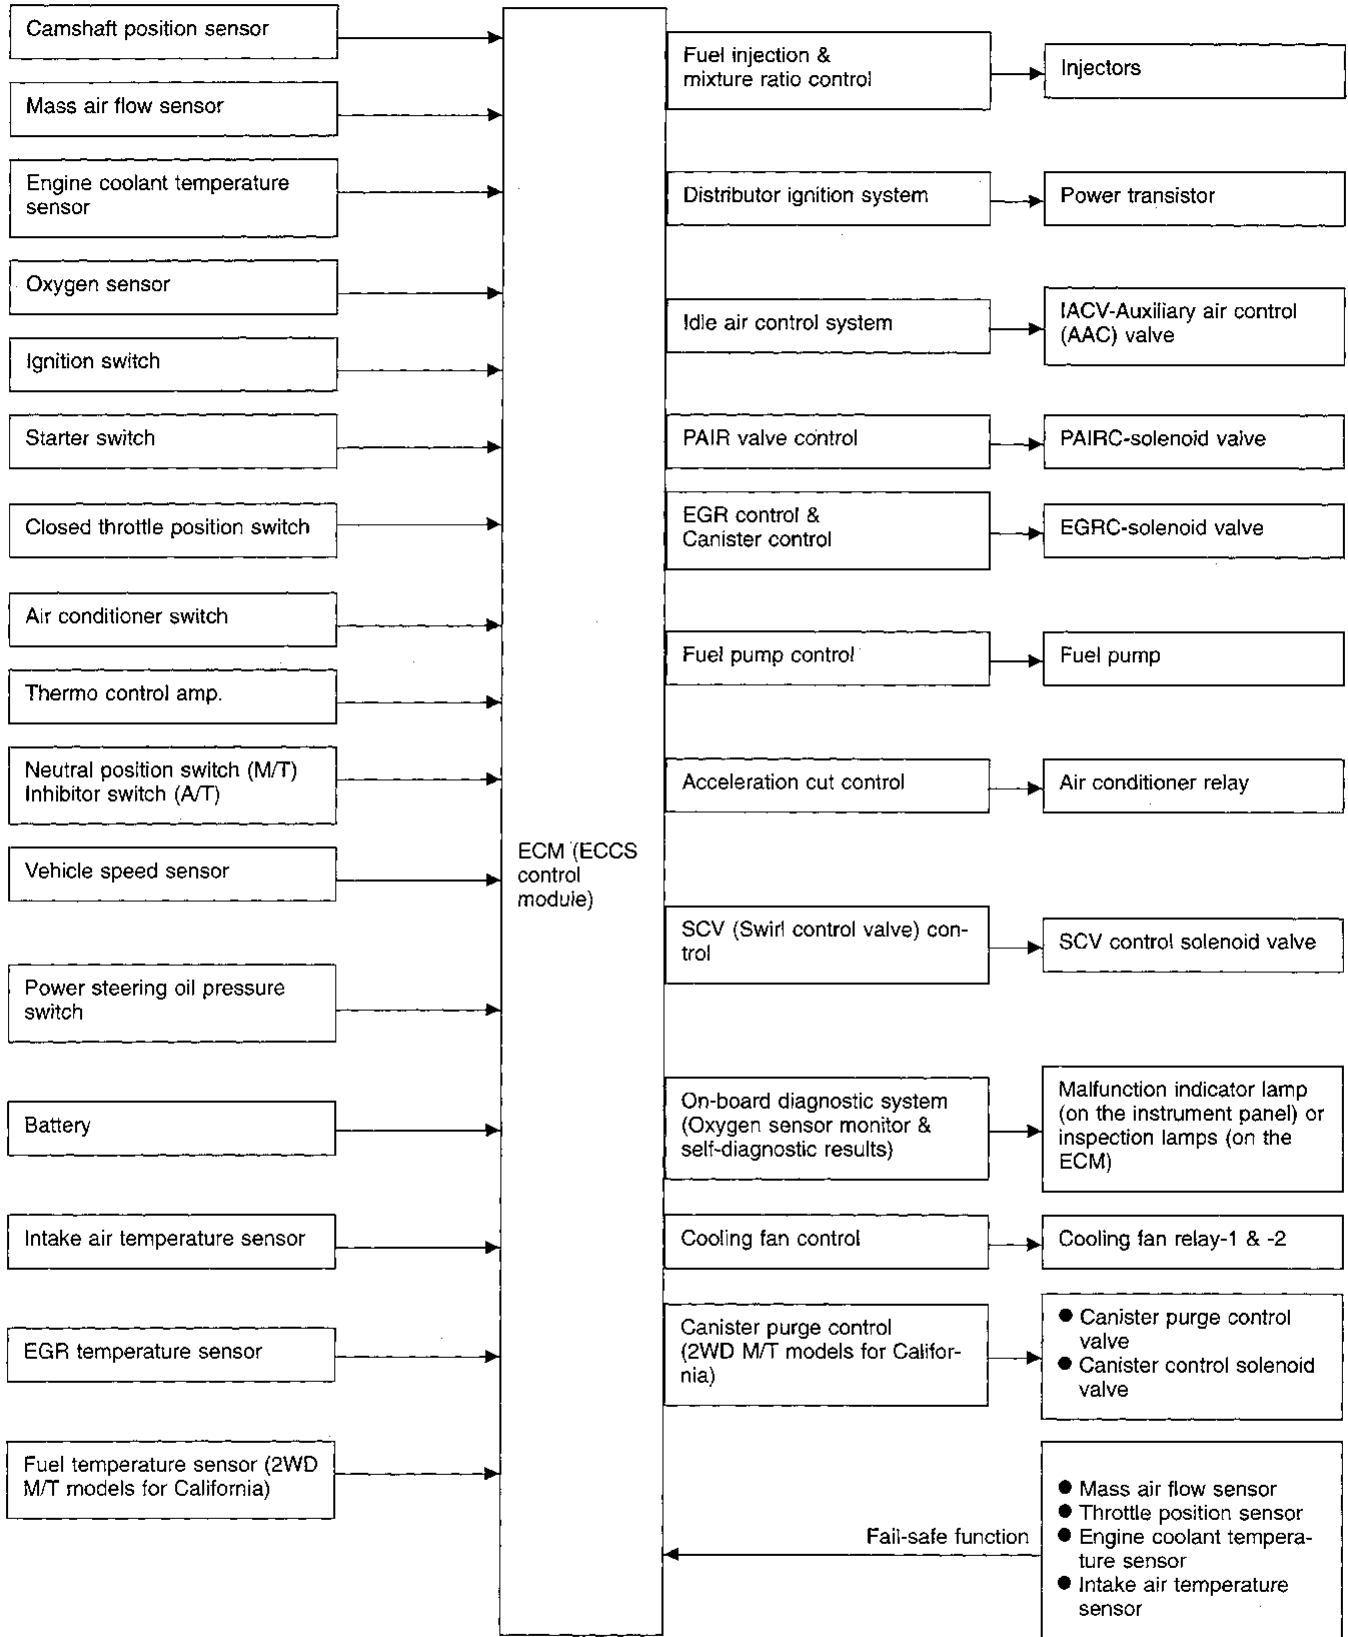 Camshaft position sensor
Mass air flow sensor
Engine coolant temperature
sensor
Oxygen sensor
Ignition switch
Starter switch
Closed throttle position switch
Air conditioner switch
Thermo control amp.
Neutral position switch (M/T)
Inhibitor switch (A/T)
Vehicle speed sensor
Power steering oil pressure
switch
Battery
Intake air temperature sensor
EGR temperature sensor
Fuel temperature sensor (2WD
M/T models for California)
ECM (ECCS
control
module)
Fuel injection &
mixture ratio control
Injectors
Distributor ignition system
Power transistor
Idle air control system
IACV-Auxiliary air control
(AAC) valve
PAIR valve control
PAIRC-solenoid valve
EGR control &
Canister control
EGRC-solenoid valve
Fuel pump control
Fuel pump
Acceleration cut control
Air conditioner relay
SCV (Swirl control valve) con-
trol
SCV control solenoid valve
On-board diagnostic system
(Oxygen sensor monitor &
self-diagnostic results)
Malfunction indicator lamp
(on the instrument panel) or
inspection lamps (on the
ECM)
Cooling fan control
Cooling fan relay-1 & -2
Canister purge control
(2WD M/T models for Califor-
nia)
● Canister purge control
valve
● Canister control solenoid
valve
Fail-safe function
● Mass air flow sensor
● Throttle position sensor
● Engine coolant tempera-
ture sensor
● Intake air temperature
sensor